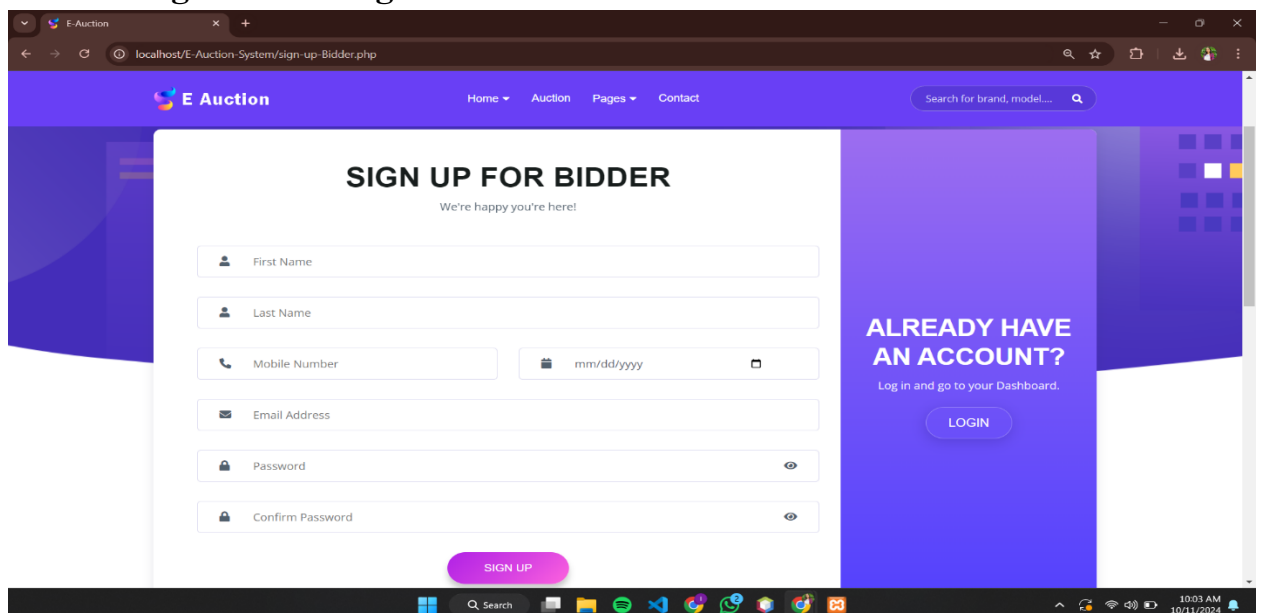 E-Auction
localhost/E-Auction-System/sign-up-Bidder.php
E Auction
Home
Auction
Pages
Contact
Search for brand, model....
SIGN UP FOR BIDDER
We're happy you're here!
First Name
Last Name
Mobile Number
mm/dd/yyyy
Email Address
Password
Confirm Password
SIGN UP
ALREADY HAVE
AN ACCOUNT?
Log in and go to your Dashboard.
LOGIN
Search
2
10:03 AM
10/11/2024